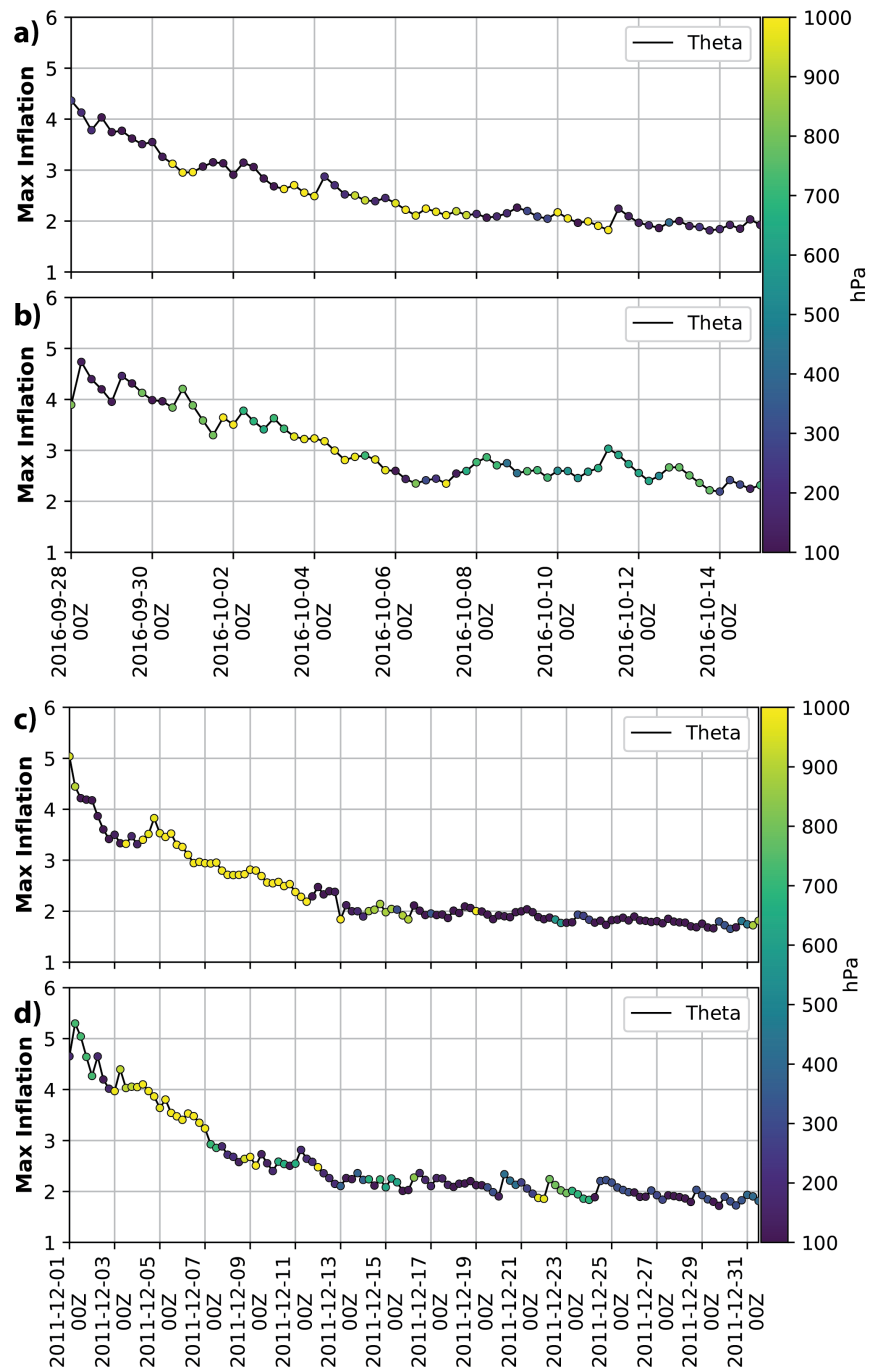 a)
Max Inflation
6
5
4
3
2
1
Theta
b)
Max Inflation
6
5
4
3
2
1
Theta
2016-09-28
00Z
2016-09-30
00Z
2016-10-02
00Z
2016-10-04
00Z
2016-10-06
00Z
2016-10-08
00Z
2016-10-10
00Z
2016-10-12
00Z
2016-10-14
00Z
1000
900
800
700
600
500
400
300
200
100
hPa
c)
Max Inflation
6
5
4
3
2
1
Theta
d)
Max Inflation
6
5
4
3
2
1
Theta
2011-12-01
00Z
2011-12-03
00Z
2011-12-05
00Z
2011-12-07
00Z
2011-12-09
00Z
2011-12-11
00Z
2011-12-13
00Z
2011-12-15
00Z
2011-12-17
00Z
2011-12-19
00Z
2011-12-21
00Z
2011-12-23
00Z
2011-12-25
00Z
2011-12-27
00Z
2011-12-29
00Z
2011-12-31
00Z
1000
900
800
700
600
500
400
300
200
100
hPa